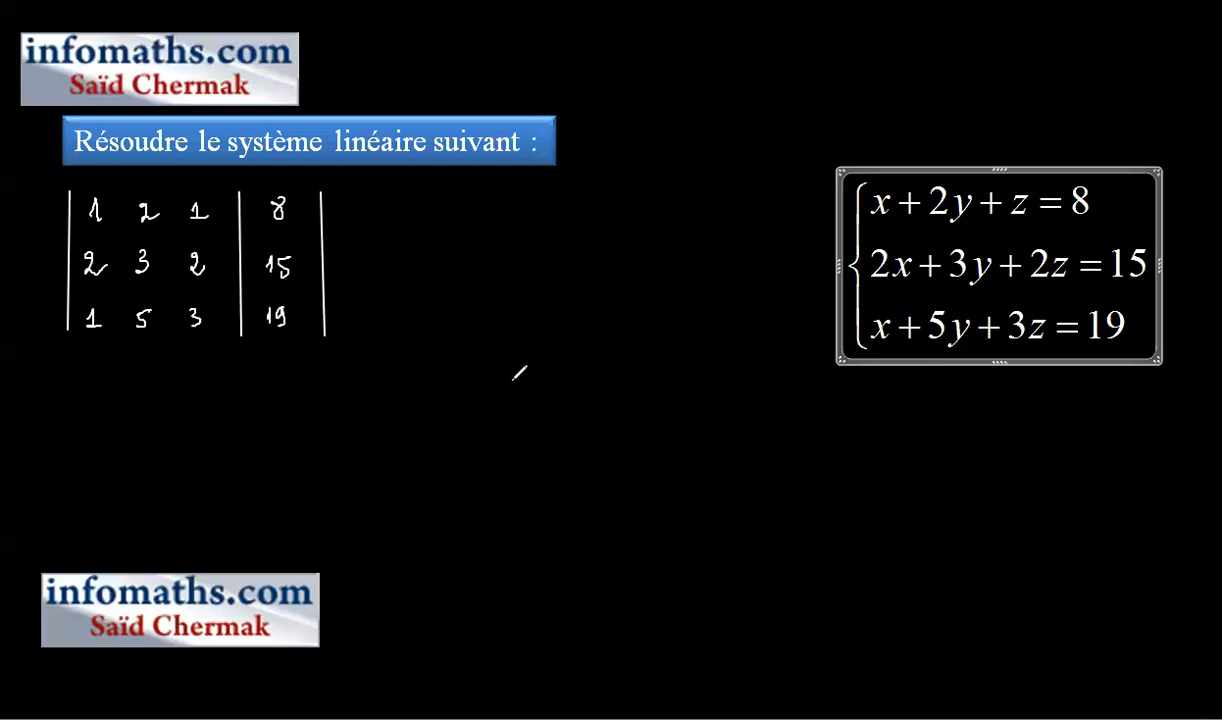 infomaths.com
Saïd Chermak
Résoudre le système linéaire suivant :
1 2 1 8
2 3 2 15
1 5 3 19
x + 2y + z = 8
2x + 3y + 2z = 15
x + 5y + 3z = 19
infomaths.com
Saïd Chermak